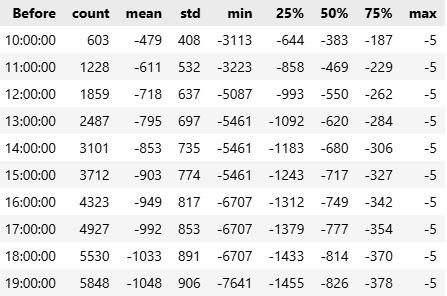 Before count mean std min 25% 50% 75% max
10:00:00 603 -479 408 -3113 -644 -383 -187 -5
11:00:00 1228 -611 532 -3223 -858 -469 -229 -5
12:00:00 1859 -718 637 -5087 -993 -550 -262 -5
13:00:00 2487 -795 697 -5461 -1092 -620 -284 -5
14:00:00 3101 -853 735 -5461 -1183 -680 -306 -5
15:00:00 3712 -903 774 -5461 -1243 -717 -327 -5
16:00:00 4323 -949 817 -6707 -1312 -749 -342 -5
17:00:00 4927 -992 853 -6707 -1379 -777 -354 -5
18:00:00 5530 -1033 891 -6707 -1433 -814 -370 -5
19:00:00 5848 -1048 906 -7641 -1455 -826 -378 -5